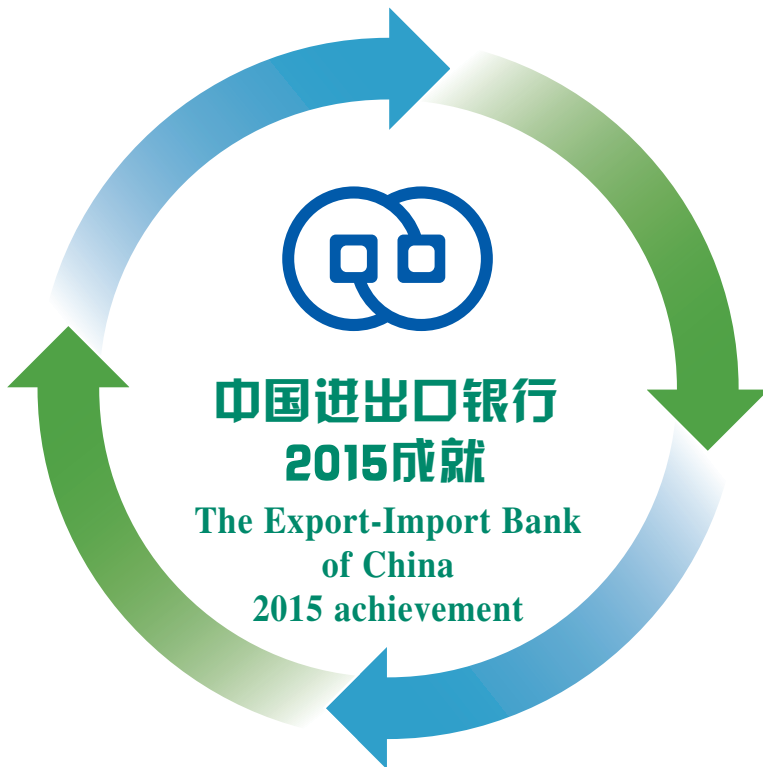 中国进出口银行
2015成就
The Export-Import Bank
of China
2015 achievement